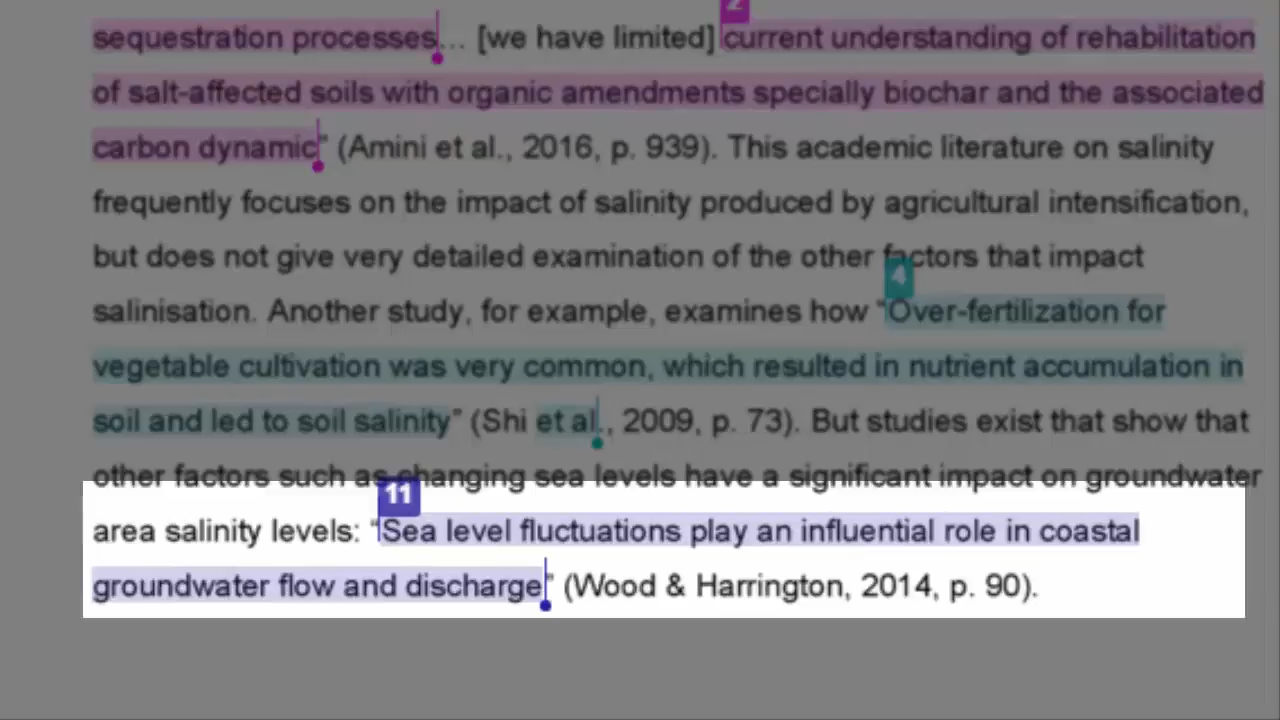 2
sequestration processes… [we have limited] current understanding of rehabilitation
of salt-affected soils with organic amendments specially biochar and the associated
carbon dynamic” (Amini et al., 2016, p. 939). This academic literature on salinity
frequently focuses on the impact of salinity produced by agricultural intensification,
but does not give very detailed examination of the other factors that impact
4
salinisation. Another study, for example, examines how “Over-fertilization for
vegetable cultivation was very common, which resulted in nutrient accumulation in
soil and led to soil salinity” (Shi et al., 2009, p. 73). But studies exist that show that
other factors such as changing sea levels have a significant impact on groundwater
11
area salinity levels: “Sea level fluctuations play an influential role in coastal
groundwater flow and discharge” (Wood & Harrington, 2014, p. 90).